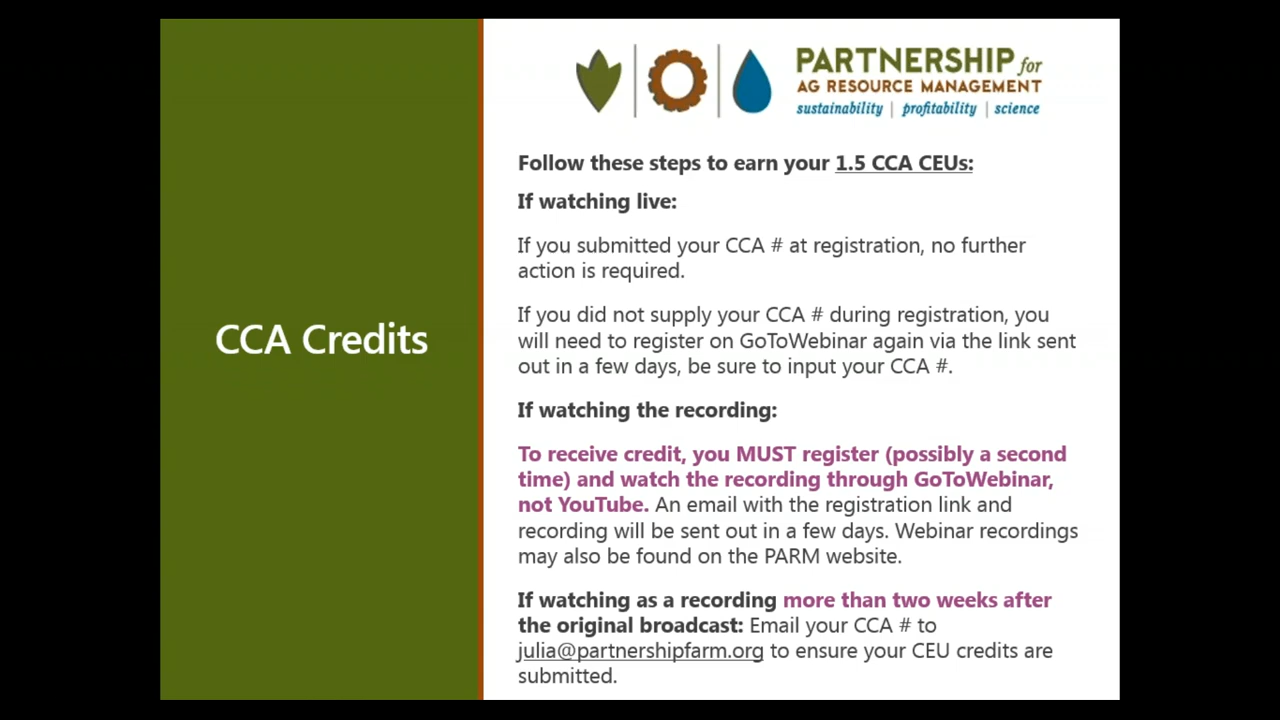 CCA Credits
PARTNERSHIP for
AG RESOURCE MANAGEMENT
sustainability | profitability | science
Follow these steps to earn your 1.5 CCA CEUs:
If watching live:
If you submitted your CCA # at registration, no further
action is required.
If you did not supply your CCA # during registration, you
will need to register on GoToWebinar again via the link sent
out in a few days, be sure to input your CCA #.
If watching the recording:
To receive credit, you MUST register (possibly a second
time) and watch the recording through GoToWebinar,
not YouTube. An email with the registration link and
recording will be sent out in a few days. Webinar recordings
may also be found on the PARM website.
If watching as a recording more than two weeks after
the original broadcast: Email your CCA # to
julia@partnershipfarm.org to ensure your CEU credits are
submitted.